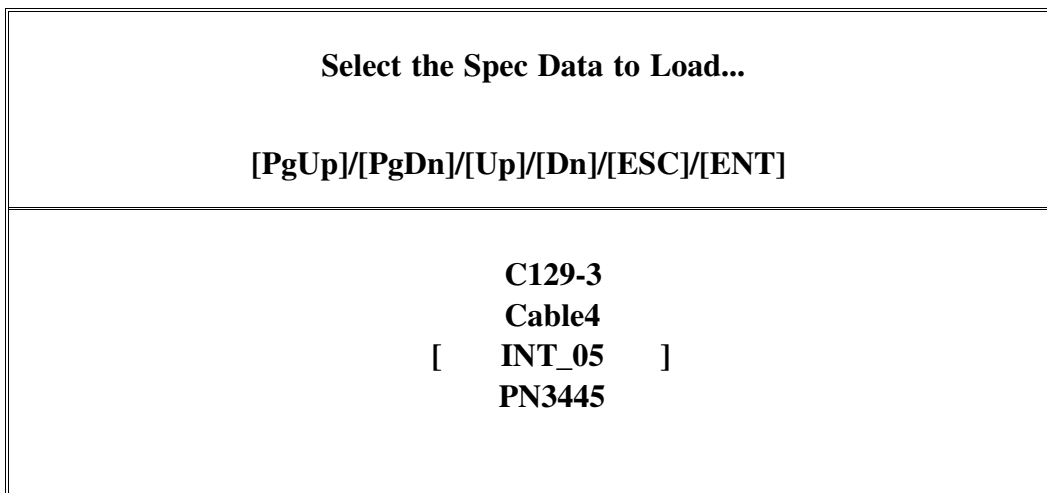 Select the Spec Data to Load...
[PgUp]/[PgDn]/[Up]/[Dn]/[ESC]/[ENT]
C129-3
Cable4
[ INT_05 ]
PN3445